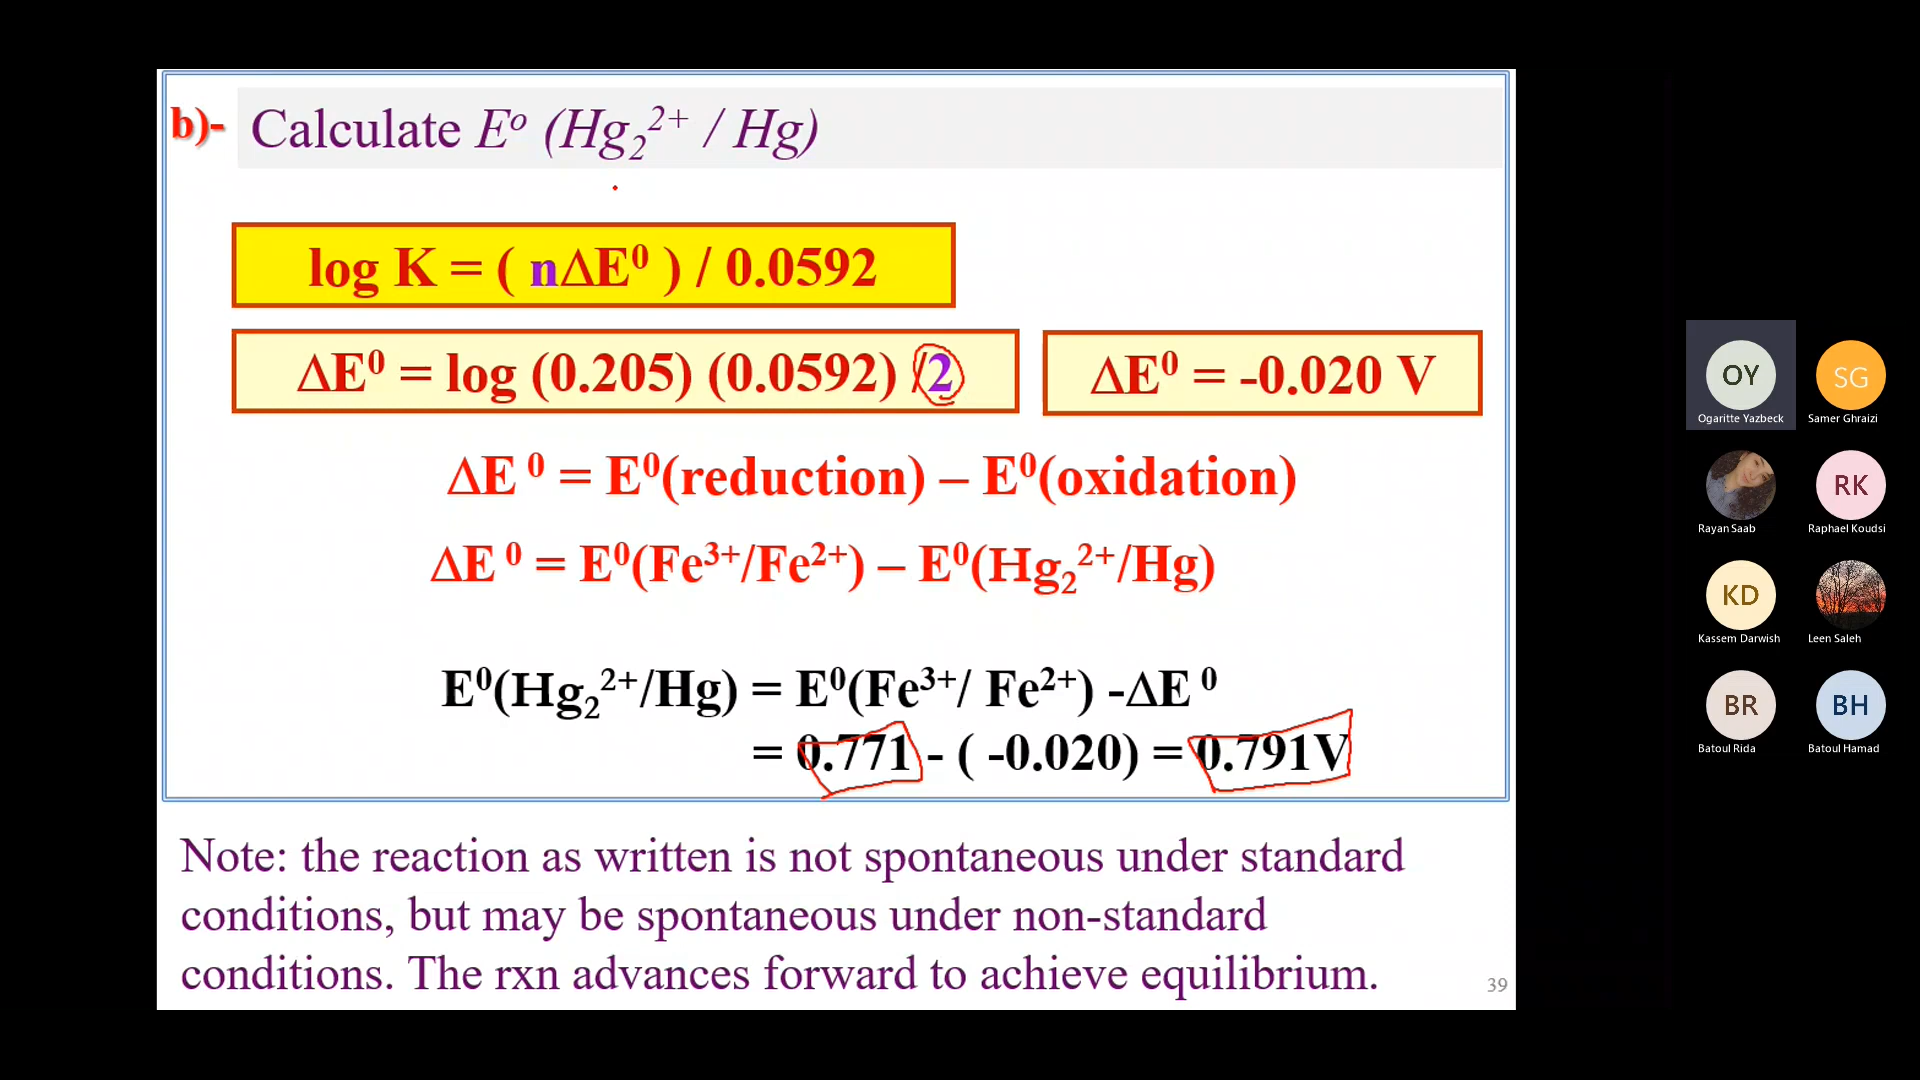 b)- Calculate Eᵒ (Hg₂²⁺ / Hg)
log K = ( nΔE⁰ ) / 0.0592
ΔE⁰ = log (0.205) (0.0592) /2
ΔE⁰ = -0.020 V
ΔE ⁰ = E⁰(reduction) – E⁰(oxidation)
ΔE ⁰ = E⁰(Fe³⁺/Fe²⁺) – E⁰(Hg₂²⁺/Hg)
E⁰(Hg₂²⁺/Hg) = E⁰(Fe³⁺/ Fe²⁺) -ΔE ⁰
= 0.771 - ( -0.020) = 0.791V
Note: the reaction as written is not spontaneous under standard
conditions, but may be spontaneous under non-standard
conditions. The rxn advances forward to achieve equilibrium.
39
OY
Ogaritte Yazbeck
SG
Samer Ghraizi
Rayan Saab
RK
Raphael Koudsi
KD
Kassem Darwish
Leen Saleh
BR
Batoul Rida
BH
Batoul Hamad